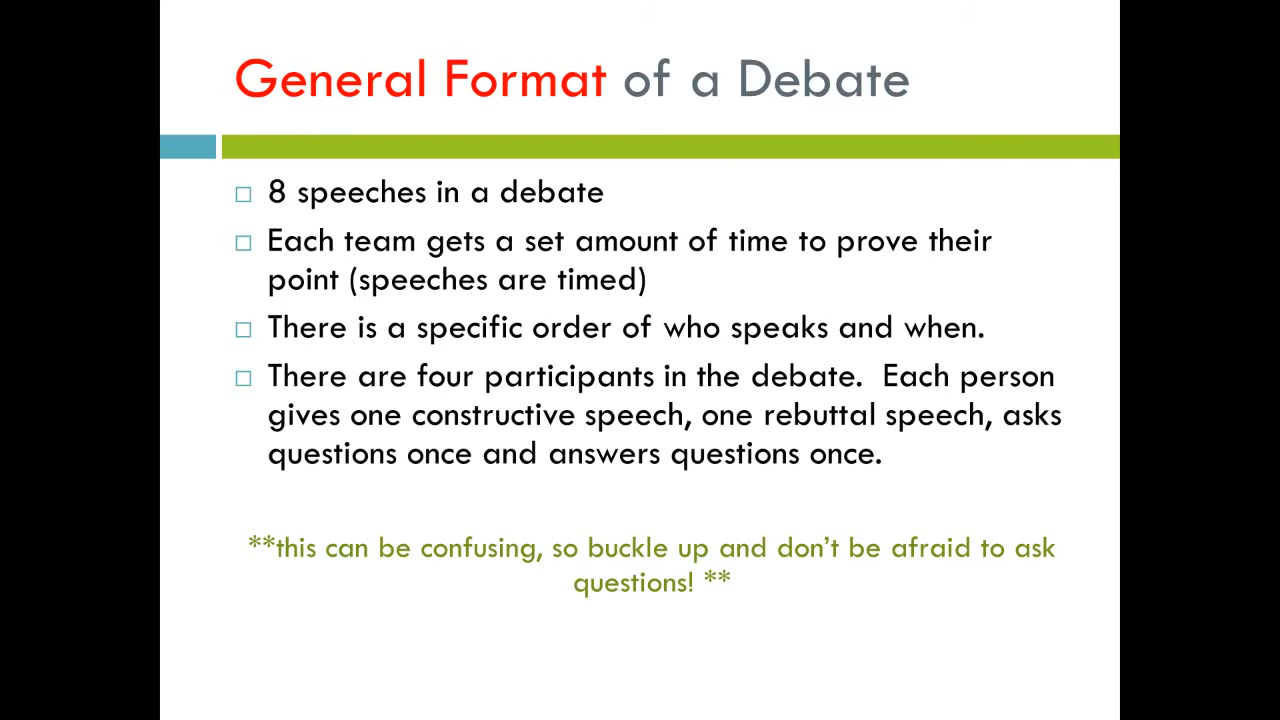 General Format of a Debate
8 speeches in a debate
Each team gets a set amount of time to prove their
point (speeches are timed)
There is a specific order of who speaks and when.
There are four participants in the debate.  Each person
gives one constructive speech, one rebuttal speech, asks
questions once and answers questions once.
**this can be confusing, so buckle up and don’t be afraid to ask
questions! **